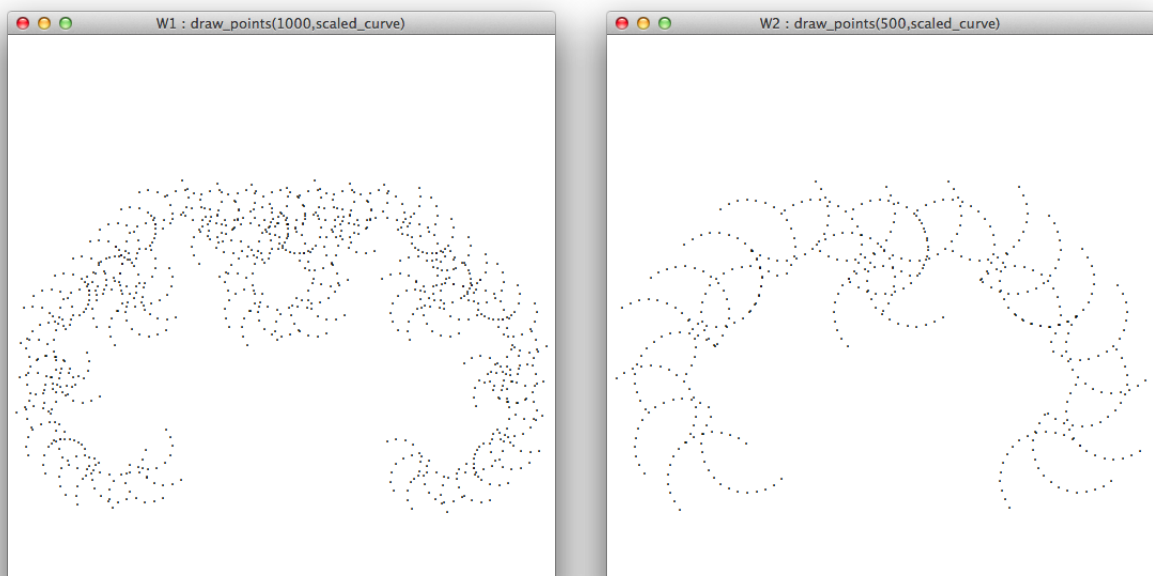 W1 : draw_points(1000,scaled_curve)
W2 : draw_points(500,scaled_curve)